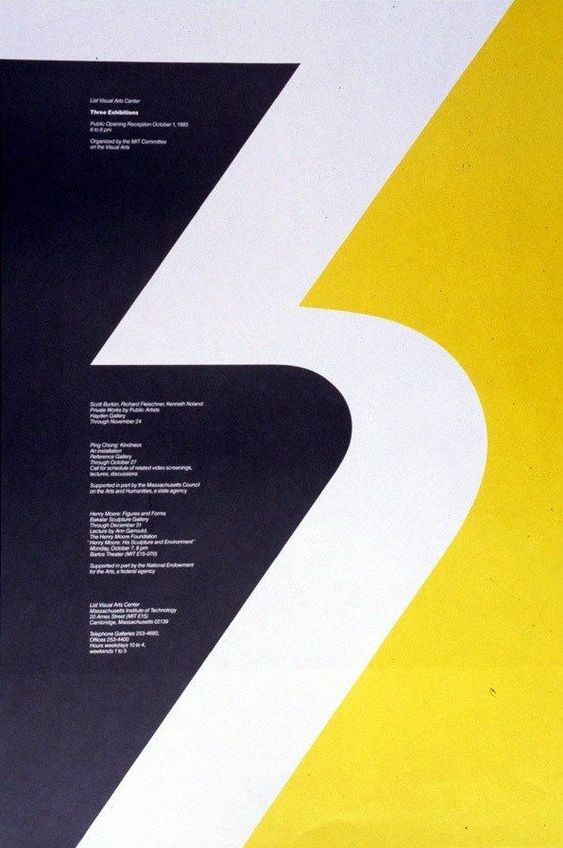 List Visual Arts Center
Three Exhibitions
Public Opening Reception October 1, 1985
6 to 8 pm
Organized by the MIT Committee
on the Visual Arts
3
Scott Burton, Richard Fleischner, Kenneth Noland:
Private Works by Public Artists
Hayden Gallery
Through November 24
Ping Chong: Kindness
An installation
Reference Gallery
Through October 27
Call for schedule of related video screenings,
lectures, discussions
Supported in part by the Massachusetts Council
on the Arts and Humanities, a state agency
Henry Moore: Figures and Forms
Bakalar Sculpture Gallery
Through December 31
Lecture by Ann Garrould,
The Henry Moore Foundation
"Henry Moore: His Sculpture and Environment"
Monday, October 7, 8 pm
Bartos Theater (MIT E15-070)
Supported in part by the National Endowment
for the Arts, a federal agency
List Visual Arts Center
Massachusetts Institute of Technology
20 Ames Street (MIT E15)
Cambridge, Massachusetts 02139
Telephone Galleries 253-4680,
Offices 253-4400
Hours weekdays 10 to 4,
weekends 1 to 5